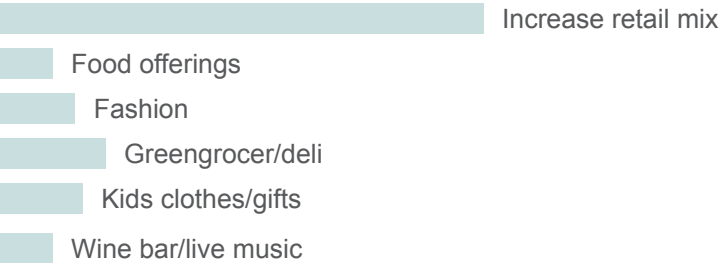 Increase retail mix
Food offerings
Fashion
Greengrocer/deli
Kids clothes/gifts
Wine bar/live music